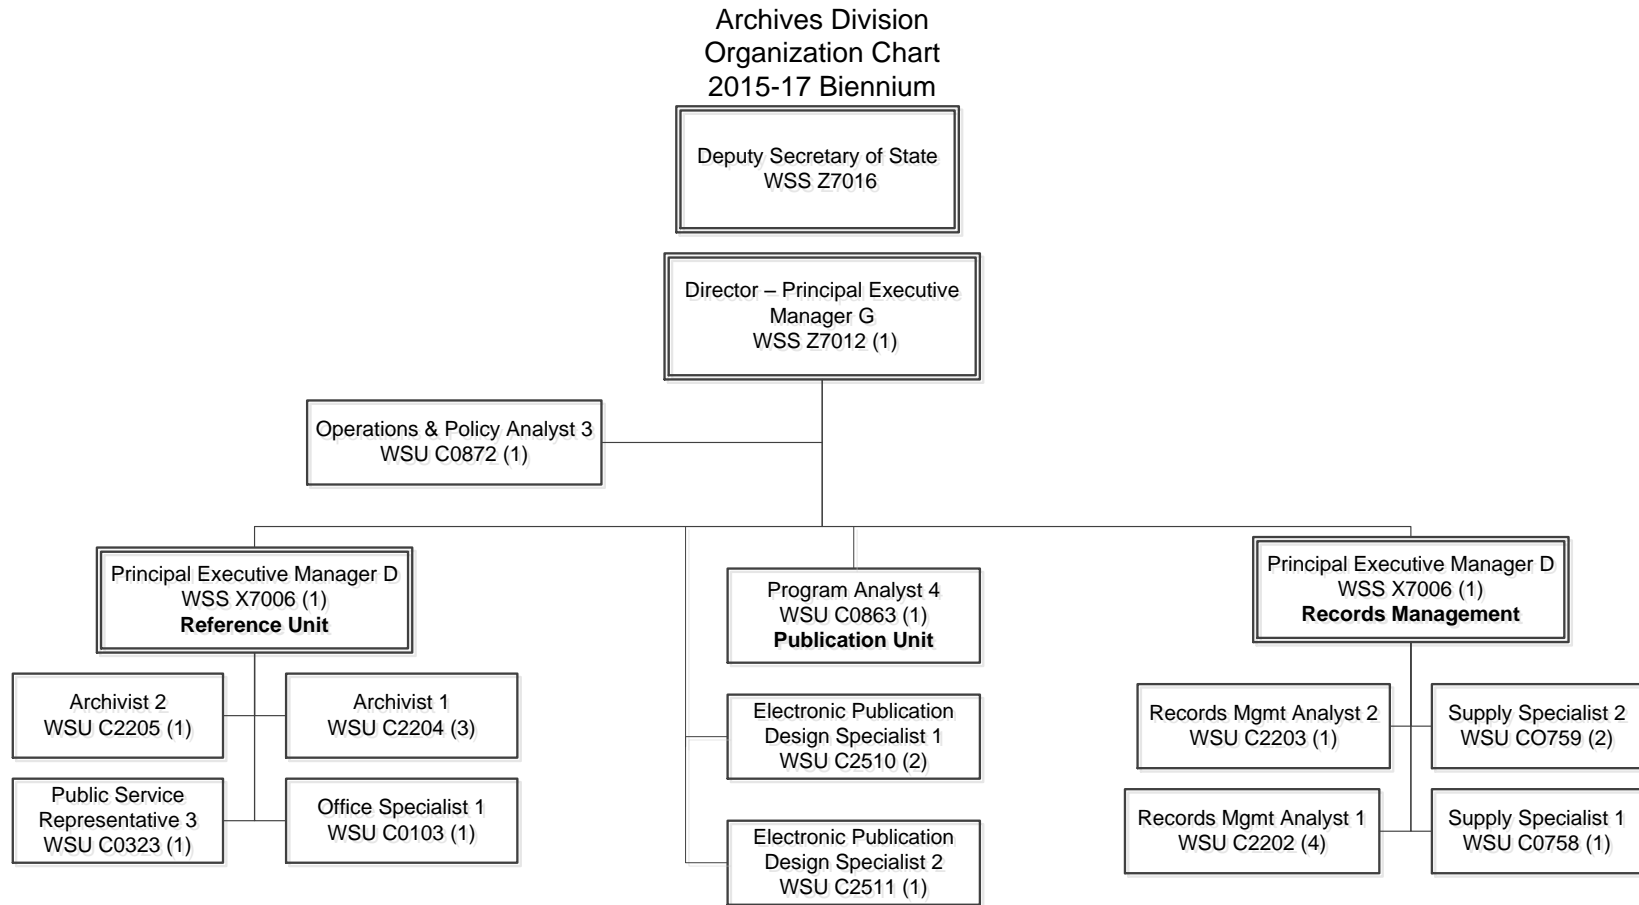 Archives Division
Organization Chart
2015-17 Biennium
Deputy Secretary of State
WSS Z7016
Director – Principal Executive
Manager G
WSS Z7012 (1)
Operations & Policy Analyst 3
WSU C0872 (1)
Principal Executive Manager D
WSS X7006 (1)
Reference Unit
Archivist 2
WSU C2205 (1)
Archivist 1
WSU C2204 (3)
Public Service
Representative 3
WSU C0323 (1)
Office Specialist 1
WSU C0103 (1)
Program Analyst 4
WSU C0863 (1)
Publication Unit
Electronic Publication
Design Specialist 1
WSU C2510 (2)
Electronic Publication
Design Specialist 2
WSU C2511 (1)
Principal Executive Manager D
WSS X7006 (1)
Records Management
Records Mgmt Analyst 2
WSU C2203 (1)
Supply Specialist 2
WSU CO759 (2)
Records Mgmt Analyst 1
WSU C2202 (4)
Supply Specialist 1
WSU C0758 (1)